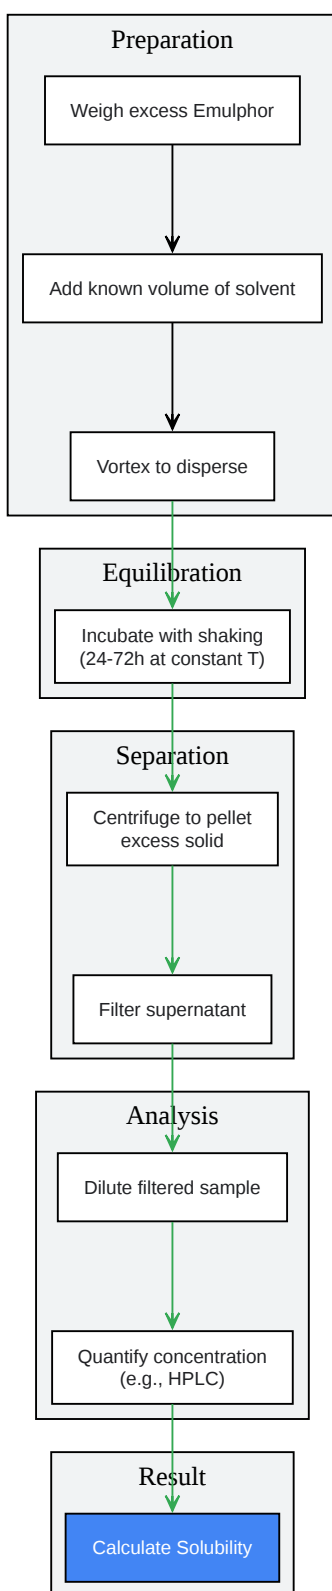 Preparation
Weigh excess Emulphor
Add known volume of solvent
Vortex to disperse
Equilibration
Incubate with shaking
(24-72h at constant T)
Separation
Centrifuge to pellet
excess solid
Filter supernatant
Analysis
Dilute filtered sample
Quantify concentration
(e.g., HPLC)
Result
Calculate Solubility